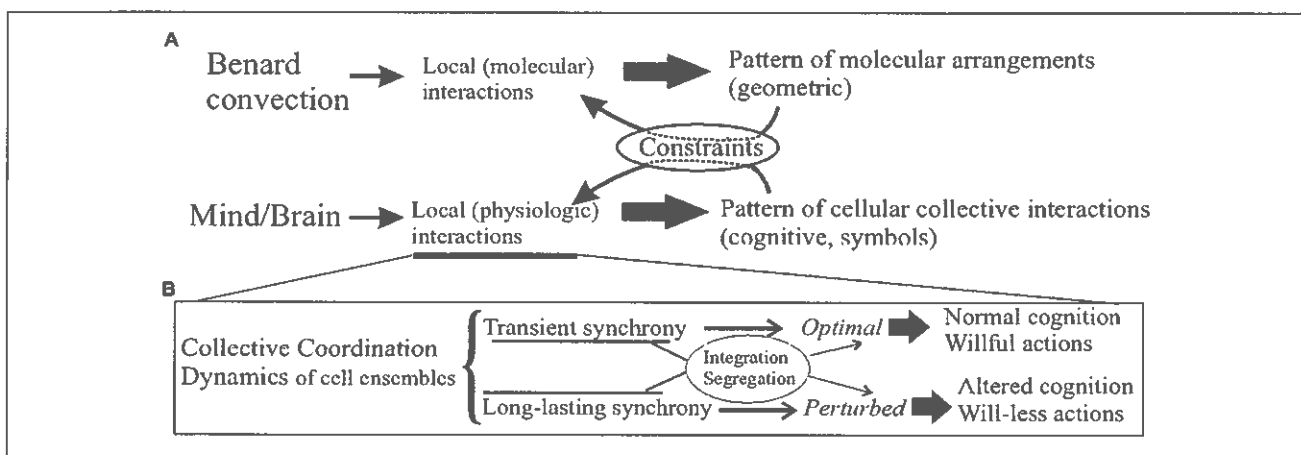 A
Benard
convection
Local (molecular)
interactions
Pattern of molecular arrangements
(geometric)
Constraints
Mind/Brain
Local (physiologic)
interactions
Pattern of cellular collective interactions
(cognitive, symbols)
B
Collective Coordination
Dynamics of cell ensembles
Transient synchrony
Optimal
Normal cognition
Willful actions
Integration
Segregation
Long-lasting synchrony
Perturbed
Altered cognition
Will-less actions